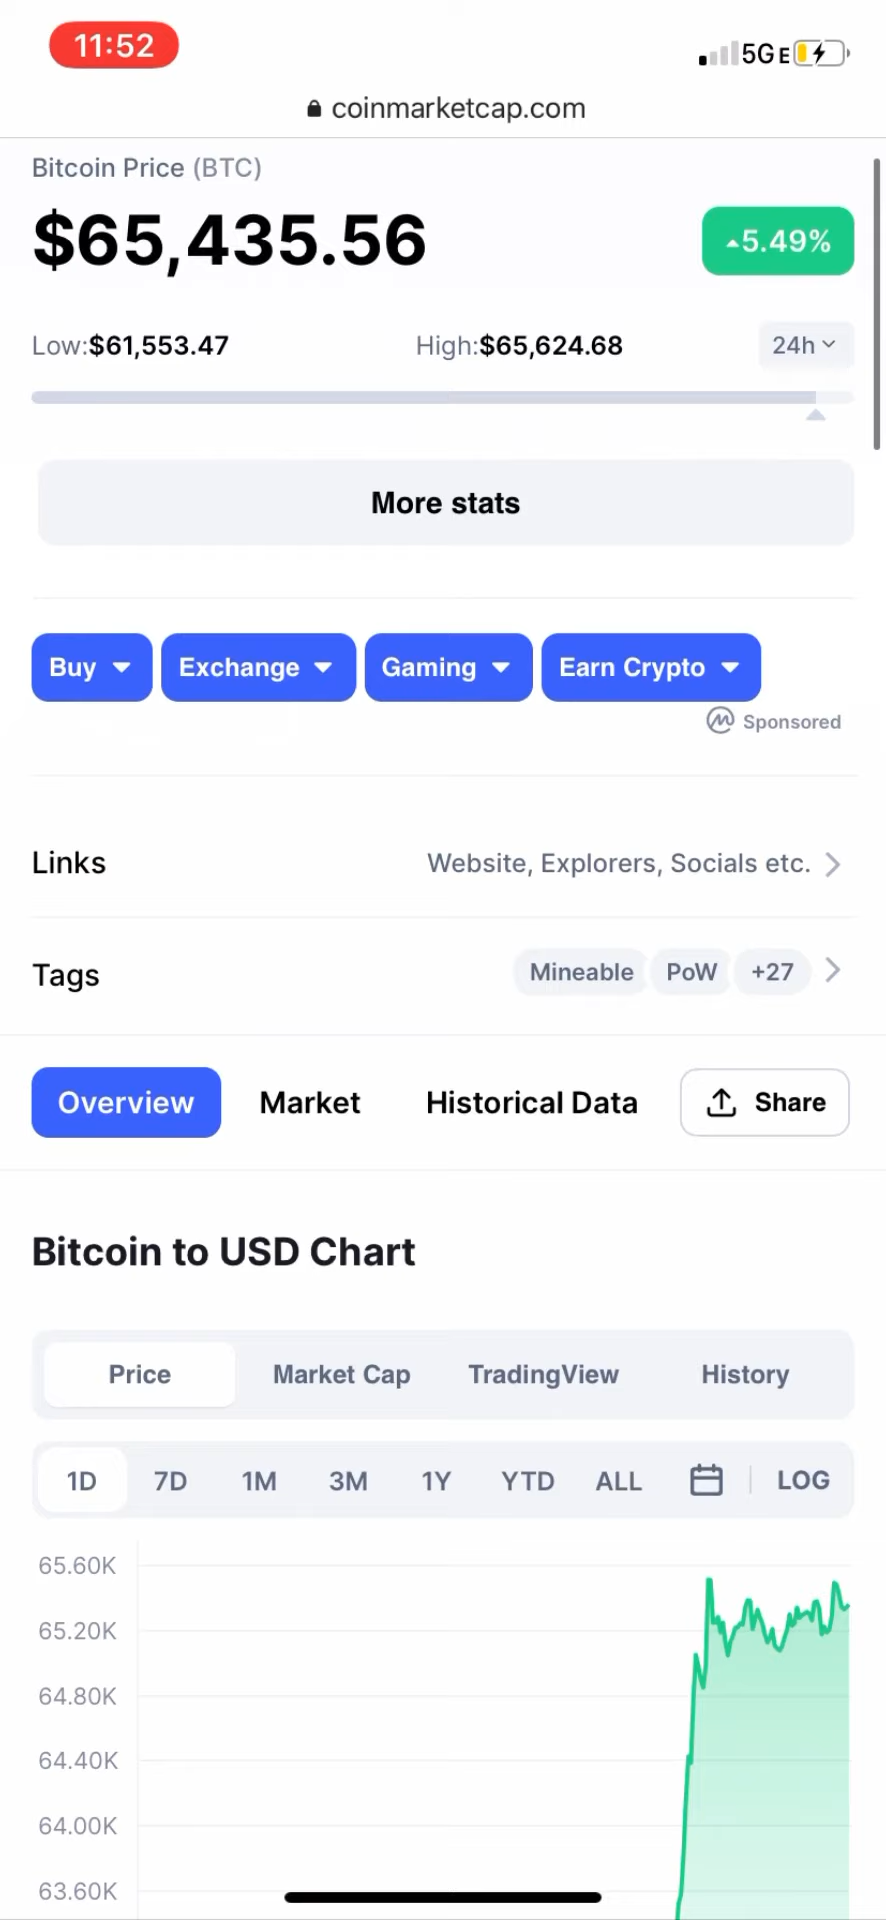 11:52
5G E
coinmarketcap.com
Bitcoin Price (BTC)
$65,435.56
5.49%
Low:$61,553.47 High:$65,624.68 24h
More stats
Buy Exchange Gaming Earn Crypto
Sponsored
Links Website, Explorers, Socials etc.
Tags Mineable PoW +27
Overview Market Historical Data Share
Bitcoin to USD Chart
Price Market Cap TradingView History
1D 7D 1M 3M 1Y YTD ALL LOG
65.60K
65.20K
64.80K
64.40K
64.00K
63.60K